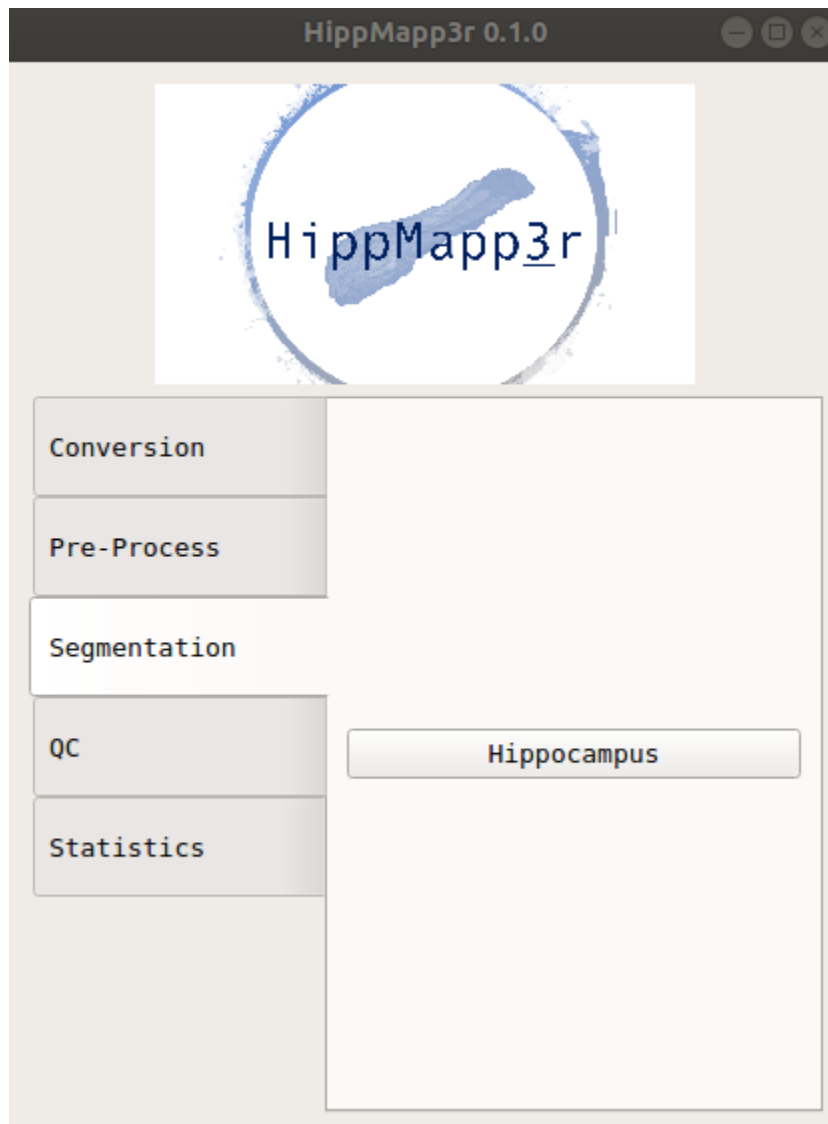 HippMapp3r 0.1.0
HippMapp3r
Conversion
Pre-Process
Segmentation
QC
Hippocampus
Statistics